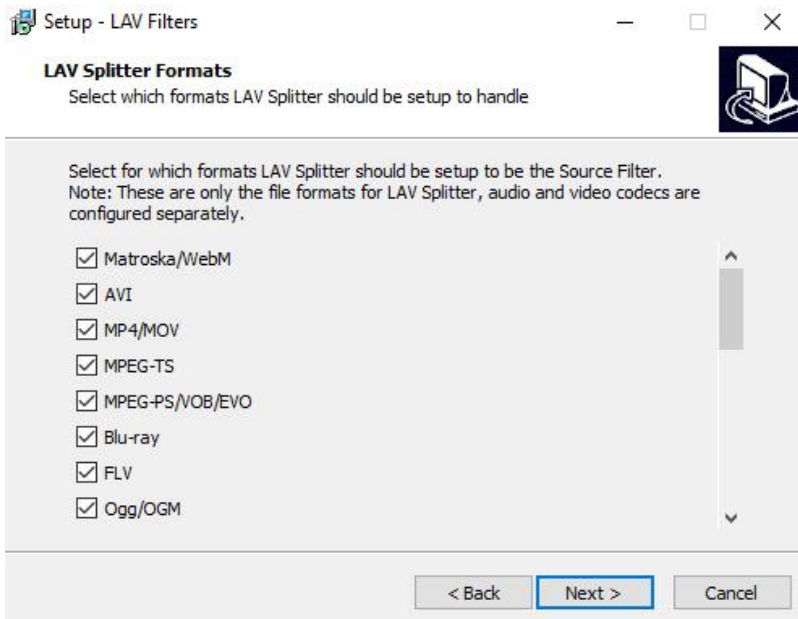 Setup - LAV Filters
LAV Splitter Formats
Select which formats LAV Splitter should be setup to handle
Select for which formats LAV Splitter should be setup to be the Source Filter.
Note: These are only the file formats for LAV Splitter, audio and video codecs are
configured separately.
Matroska/WebM
AVI
MP4/MOV
MPEG-TS
MPEG-PS/VOB/EVO
Blu-ray
FLV
Ogg/OGM
< Back Next > Cancel